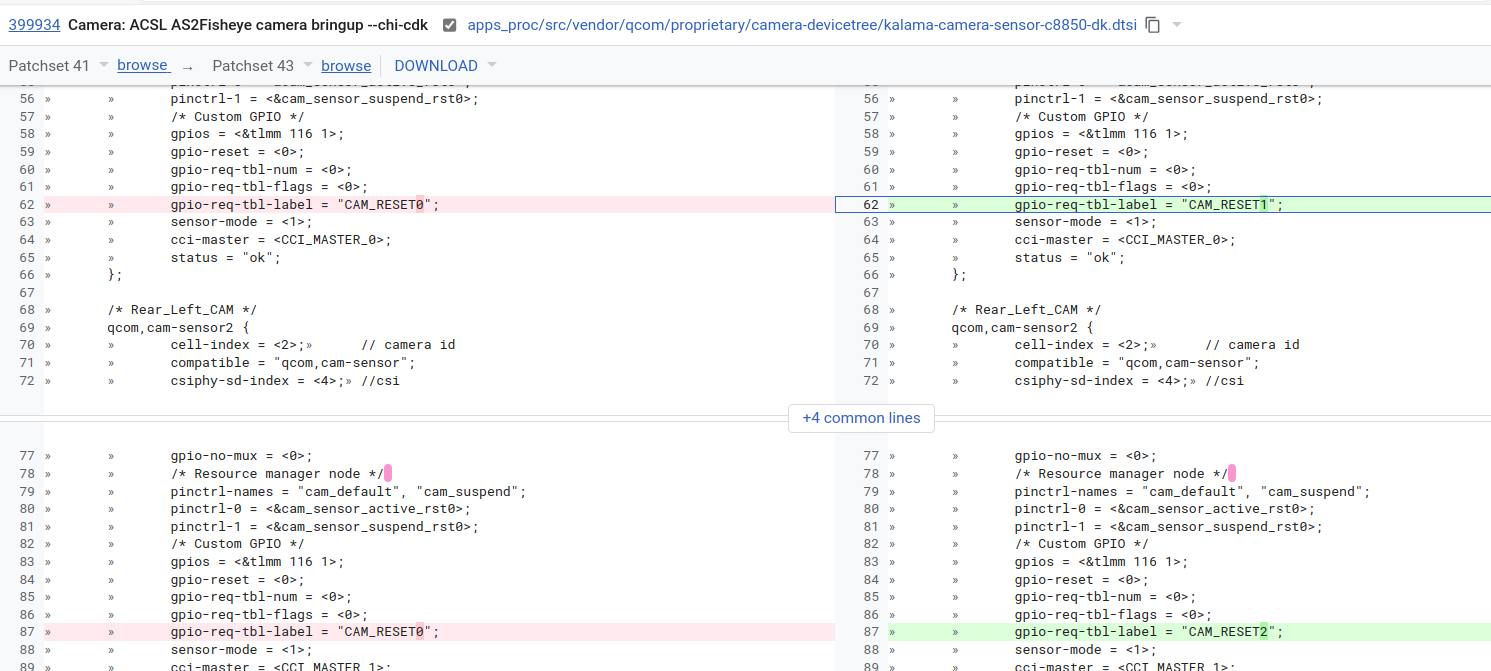 399934 Camera: ACSL AS2Fisheye camera bringup --chi-cdk apps_proc/src/vendor/qcom/proprietary/camera-devicetree/kalama-camera-sensor-c8850-dk.dtsi
Patchset 41 browse → Patchset 43 browse DOWNLOAD
56 » » pinctrl-1 = <&cam_sensor_suspend_rst0>;
57 » » /* Custom GPIO */
58 » » gpios = <&tlmm 116 1>;
59 » » gpio-reset = <0>;
60 » » gpio-req-tbl-num = <0>;
61 » » gpio-req-tbl-flags = <0>;
62 » » gpio-req-tbl-label = "CAM_RESET0";
63 » » sensor-mode = <1>;
64 » » cci-master = <CCI_MASTER_0>;
65 » » status = "ok";
66 » };
67
68 » /* Rear_Left_CAM */
69 » qcom,cam-sensor2 {
70 » » cell-index = <2>;» // camera id
71 » » compatible = "qcom,cam-sensor";
72 » » csiphy-sd-index = <4>;» //csi
56 » » pinctrl-1 = <&cam_sensor_suspend_rst0>;
57 » » /* Custom GPIO */
58 » » gpios = <&tlmm 116 1>;
59 » » gpio-reset = <0>;
60 » » gpio-req-tbl-num = <0>;
61 » » gpio-req-tbl-flags = <0>;
62 » » gpio-req-tbl-label = "CAM_RESET1";
63 » » sensor-mode = <1>;
64 » » cci-master = <CCI_MASTER_0>;
65 » » status = "ok";
66 » };
67
68 » /* Rear_Left_CAM */
69 » qcom,cam-sensor2 {
70 » » cell-index = <2>;» // camera id
71 » » compatible = "qcom,cam-sensor";
72 » » csiphy-sd-index = <4>;» //csi
+4 common lines
77 » » gpio-no-mux = <0>;
78 » » /* Resource manager node */
79 » » pinctrl-names = "cam_default", "cam_suspend";
80 » » pinctrl-0 = <&cam_sensor_active_rst0>;
81 » » pinctrl-1 = <&cam_sensor_suspend_rst0>;
82 » » /* Custom GPIO */
83 » » gpios = <&tlmm 116 1>;
84 » » gpio-reset = <0>;
85 » » gpio-req-tbl-num = <0>;
86 » » gpio-req-tbl-flags = <0>;
87 » » gpio-req-tbl-label = "CAM_RESET0";
88 » » sensor-mode = <1>;
89 » » cci-master = <CCI_MASTER_1>;
77 » » gpio-no-mux = <0>;
78 » » /* Resource manager node */
79 » » pinctrl-names = "cam_default", "cam_suspend";
80 » » pinctrl-0 = <&cam_sensor_active_rst0>;
81 » » pinctrl-1 = <&cam_sensor_suspend_rst0>;
82 » » /* Custom GPIO */
83 » » gpios = <&tlmm 116 1>;
84 » » gpio-reset = <0>;
85 » » gpio-req-tbl-num = <0>;
86 » » gpio-req-tbl-flags = <0>;
87 » » gpio-req-tbl-label = "CAM_RESET2";
88 » » sensor-mode = <1>;
89 » » cci-master = <CCI_MASTER_1>;